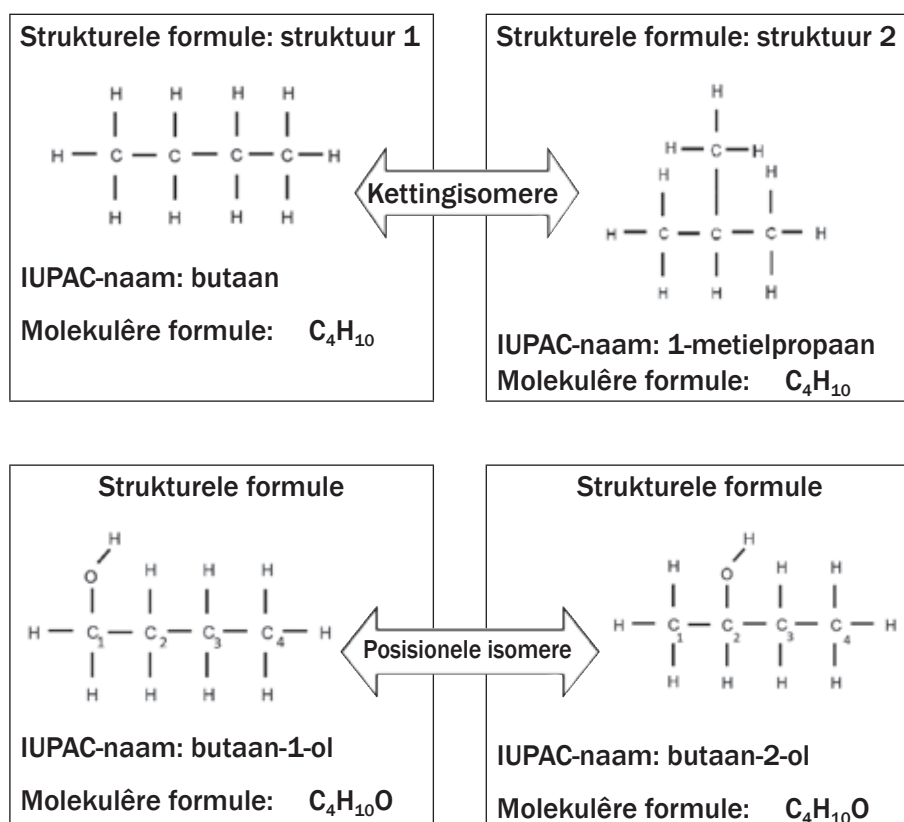 Strukturele formule: struktuur 1
H H H H
H — C — C — C — C — H
H H H H
IUPAC-naam: butaan
Molekulêre formule: C₄H₁₀
Kettingisomere
Strukturele formule: struktuur 2
H
H — C — H
H H
H — C — C — C — H
H H H
IUPAC-naam: 1-metielpropaan
Molekulêre formule: C₄H₁₀
Strukturele formule
H
O H H H
H — C₁ — C₂ — C₃ — C₄ — H
H H H H
IUPAC-naam: butaan-1-ol
Molekulêre formule: C₄H₁₀O
Posisionele isomere
Strukturele formule
H
H O H H
H — C₁ — C₂ — C₃ — C₄ — H
H H H H
IUPAC-naam: butaan-2-ol
Molekulêre formule: C₄H₁₀O